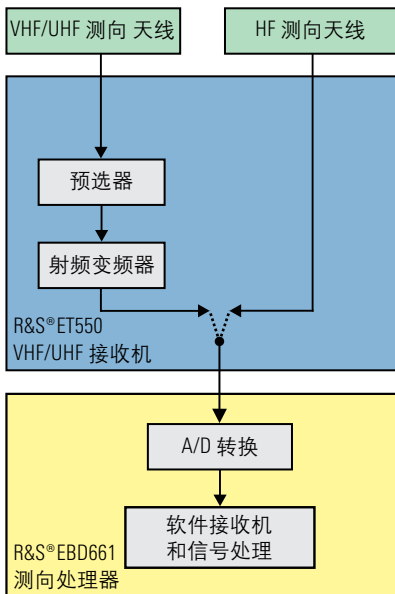 VHF/UHF 测向 天线
HF 测向天线
预选器
射频变频器
R&S®ET550
VHF/UHF 接收机
A/D 转换
软件接收机
和信号处理
R&S®EBD661
测向处理器